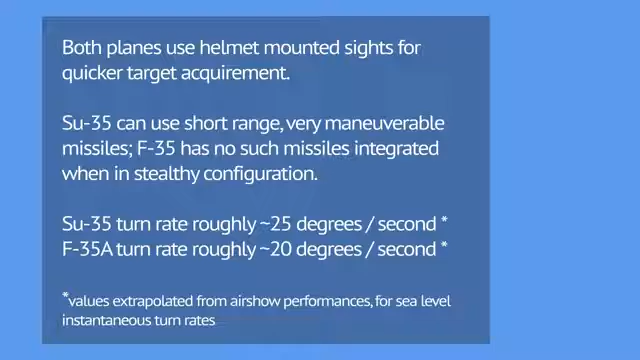 Both planes use helmet mounted sights for
quicker target acquirement.
Su-35 can use short range, very maneuverable
missiles; F-35 has no such missiles integrated
when in stealthy configuration.
Su-35 turn rate roughly ~25 degrees / second *
F-35A turn rate roughly ~20 degrees / second *
*values extrapolated from airshow performances, for sea level
instantaneous turn rates